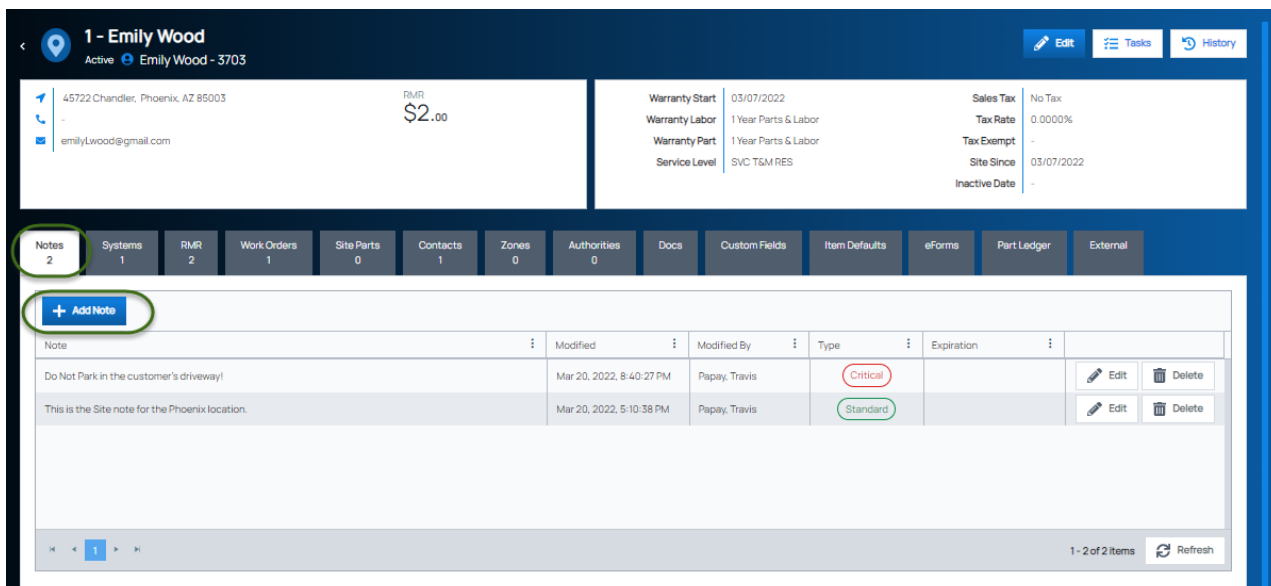 1 - Emily Wood
Active Emily Wood - 3703
Edit Tasks History
45722 Chandler, Phoenix, AZ 85003
-
emilyLwood@gmail.com
RMR
$2.00
Warranty Start 03/07/2022
Warranty Labor 1 Year Parts & Labor
Warranty Part 1 Year Parts & Labor
Service Level SVC T&M RES
Sales Tax No Tax
Tax Rate 0.0000%
Tax Exempt -
Site Since 03/07/2022
Inactive Date -
Notes Systems RMR Work Orders Site Parts Contacts Zones Authorities Docs Custom Fields Item Defaults eForms Part Ledger External
2 1 2 1 0 1 0 0
+ Add Note
Note Modified Modified By Type Expiration
Do Not Park in the customer's driveway! Mar 20, 2022, 8:40:27 PM Papay, Travis Critical Edit Delete
This is the Site note for the Phoenix location. Mar 20, 2022, 5:10:38 PM Papay, Travis Standard Edit Delete
1 1 - 2 of 2 items Refresh